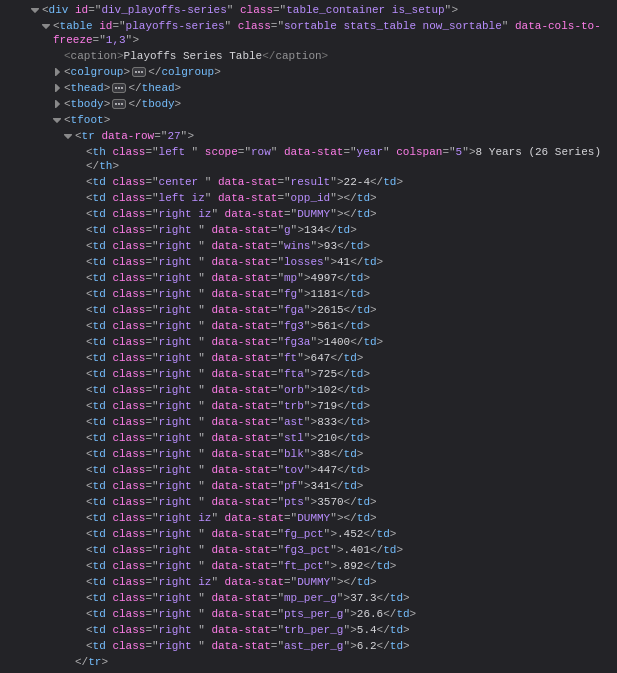 <div id="div_playoffs-series" class="table_container is_setup">
<table id="playoffs-series" class="sortable stats_table now_sortable" data-cols-to-
freeze="1,3">
<caption>Playoffs Series Table</caption>
<colgroup>•••</colgroup>
<thead>•••</thead>
<tbody>•••</tbody>
<tfoot>
<tr data-row="27">
<th class="left " scope="row" data-stat="year" colspan="5">8 Years (26 Series)
</th>
<td class="center " data-stat="result">22-4</td>
<td class="left iz" data-stat="opp_id"></td>
<td class="right iz" data-stat="DUMMY"></td>
<td class="right " data-stat="g">134</td>
<td class="right " data-stat="wins">93</td>
<td class="right " data-stat="losses">41</td>
<td class="right " data-stat="mp">4997</td>
<td class="right " data-stat="fg">1181</td>
<td class="right " data-stat="fga">2615</td>
<td class="right " data-stat="fg3">561</td>
<td class="right " data-stat="fg3a">1400</td>
<td class="right " data-stat="ft">647</td>
<td class="right " data-stat="fta">725</td>
<td class="right " data-stat="orb">102</td>
<td class="right " data-stat="trb">719</td>
<td class="right " data-stat="ast">833</td>
<td class="right " data-stat="stl">210</td>
<td class="right " data-stat="blk">38</td>
<td class="right " data-stat="tov">447</td>
<td class="right " data-stat="pf">341</td>
<td class="right " data-stat="pts">3570</td>
<td class="right iz" data-stat="DUMMY"></td>
<td class="right " data-stat="fg_pct">.452</td>
<td class="right " data-stat="fg3_pct">.401</td>
<td class="right " data-stat="ft_pct">.892</td>
<td class="right iz" data-stat="DUMMY"></td>
<td class="right " data-stat="mp_per_g">37.3</td>
<td class="right " data-stat="pts_per_g">26.6</td>
<td class="right " data-stat="trb_per_g">5.4</td>
<td class="right " data-stat="ast_per_g">6.2</td>
</tr>